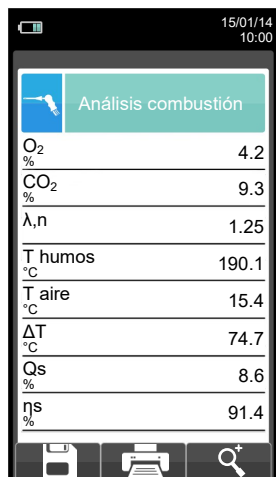 15/01/14
10:00
Análisis combustión
O₂
% 4.2
CO₂
% 9.3
λ,n 1.25
T humos
°C 190.1
T aire
°C 15.4
ΔT
°C 74.7
Qs
% 8.6
ηs
% 91.4